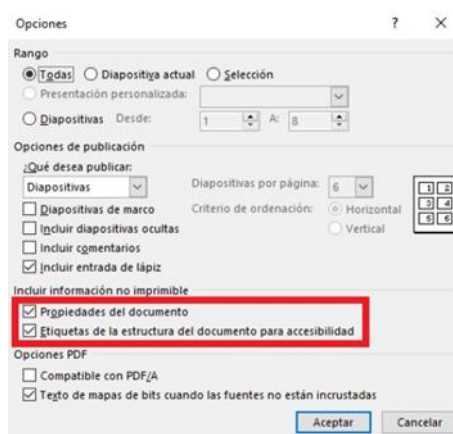 Opciones ? ×
Rango
Todas Diapositiva actual Selección
Presentación personalizada:
Diapositivas Desde: 1 A: 8
Opciones de publicación
¿Qué desea publicar:
Diapositivas Diapositivas por página: 6
Diapositivas de marco Criterio de ordenación: Horizontal
Incluir diapositivas ocultas Vertical
Incluir comentarios
Incluir entrada de lápiz
1 2
3 4
5 6
Incluir información no imprimible
Propiedades del documento
Etiquetas de la estructura del documento para accesibilidad
Opciones PDF
Compatible con PDF/A
Texto de mapas de bits cuando las fuentes no están incrustadas
Aceptar Cancelar